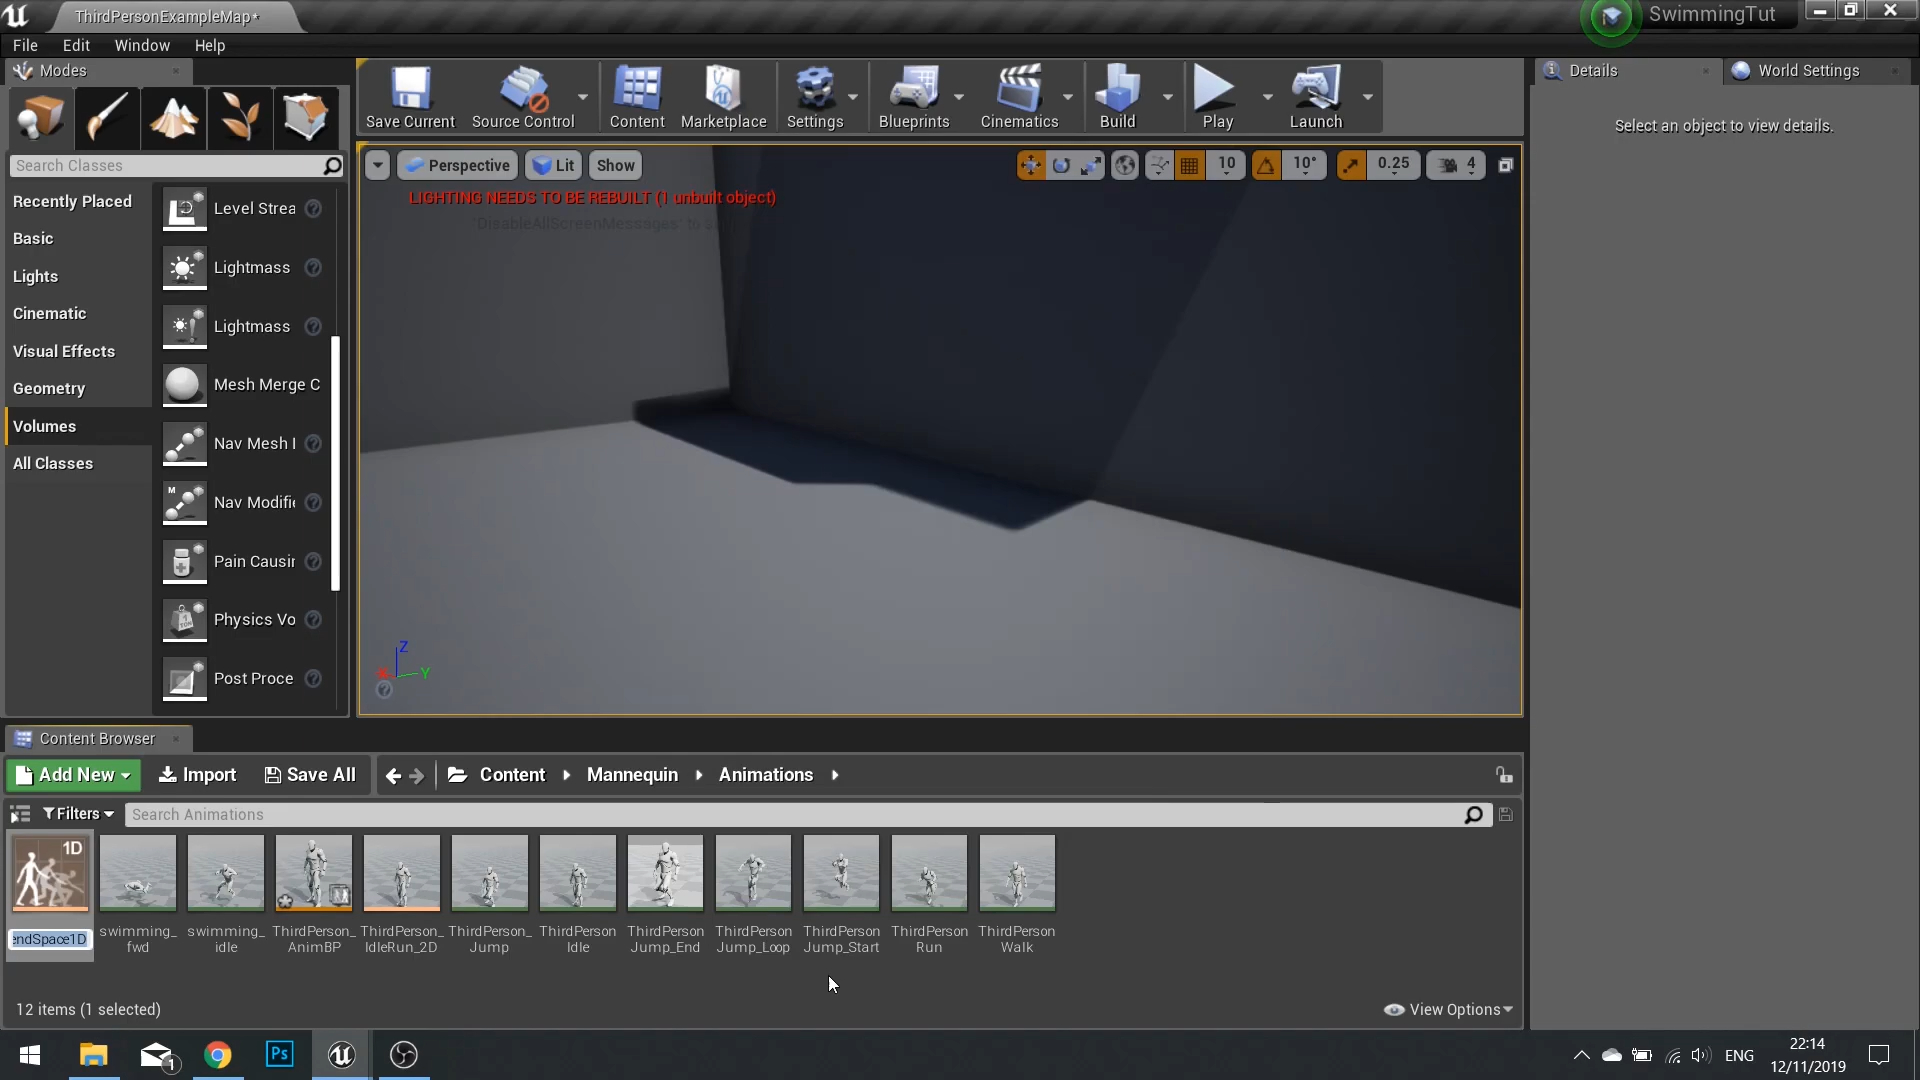 ThirdPersonExampleMap*
SwimmingTut
File
Edit
Window
Help
Modes
Search Classes
Recently Placed
Basic
Lights
Cinematic
Visual Effects
Geometry
Volumes
All Classes
Level Strea
Lightmass
Lightmass
Mesh Merge C
Nav Mesh
Nav Modifi
Pain Causi
Physics Vo
Post Proce
Save Current
Source Control
Content
Marketplace
Settings
Blueprints
Cinematics
Build
Play
Launch
Perspective
Lit
Show
10
10°
0.25
4
LIGHTING NEEDS TO BE REBUILT (1 unbuilt object)
'DisableAllScreenMessages' to
Z
Y
Details
World Settings
Select an object to view details.
Content Browser
Add New
Import
Save All
Content
Mannequin
Animations
Filters
Search Animations
1D
endSpace1D
swimming_
fwd
swimming_
idle
ThirdPerson_
AnimBP
ThirdPerson_
IdleRun_2D
ThirdPerson_
Jump
ThirdPerson
Idle
ThirdPerson
Jump_End
ThirdPerson
Jump_Loop
ThirdPerson
Jump_Start
ThirdPerson
Run
ThirdPerson
Walk
12 items (1 selected)
View Options
1
Ps
ENG
22:14
12/11/2019